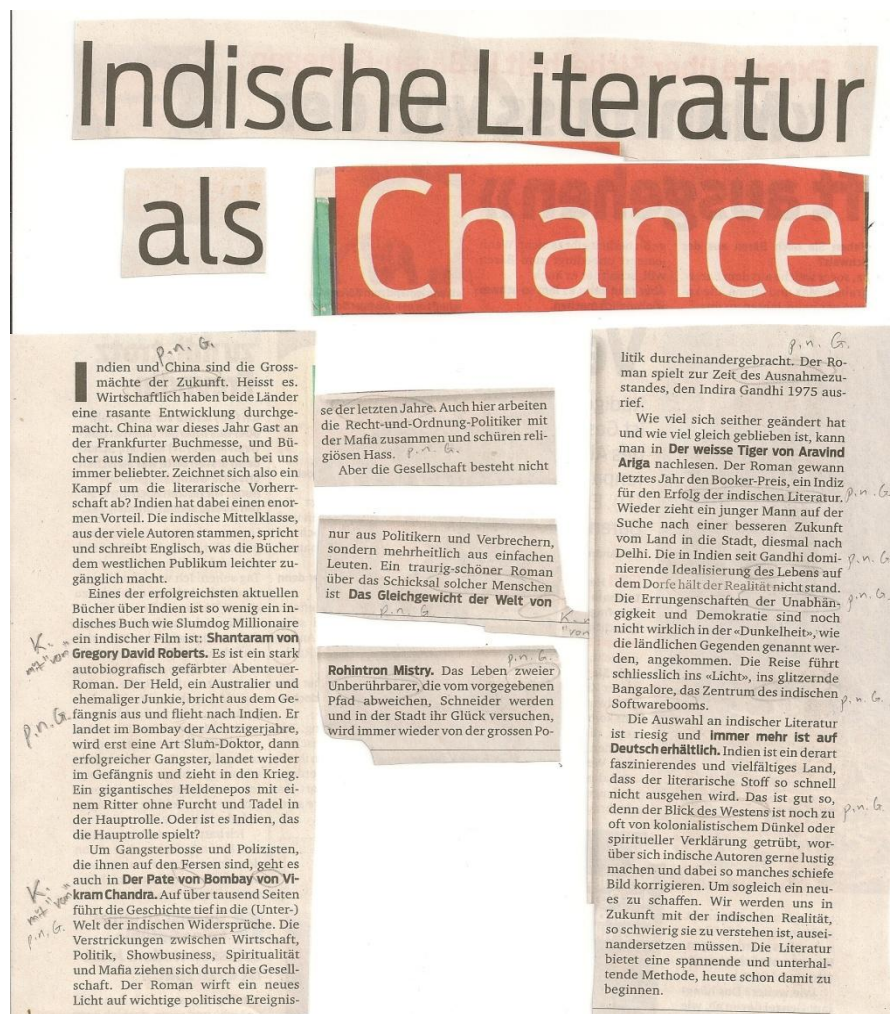 Indische Literatur
als Chance
p. n. G.
Indien und China sind die Gross-
mächte der Zukunft. Heisst es.
Wirtschaftlich haben beide Länder
eine rasante Entwicklung durchge-
macht. China war dieses Jahr Gast an
der Frankfurter Buchmesse, und Bü-
cher aus Indien werden auch bei uns
immer beliebter. Zeichnet sich also ein
Kampf um die literarische Vorherr-
schaft ab? Indien hat dabei einen enor-
men Vorteil. Die indische Mittelklasse,
aus der viele Autoren stammen, spricht
und schreibt Englisch, was die Bücher
dem westlichen Publikum leichter zu-
gänglich macht.
Eines der erfolgreichsten aktuellen
Bücher über Indien ist so wenig ein in-
disches Buch wie Slumdog Millionaire
ein indischer Film ist: Shantaram von
Gregory David Roberts. Es ist ein stark
autobiografisch gefärbter Abenteuer-
Roman. Der Held, ein Australier und
ehemaliger Junkie, bricht aus dem Ge-
fängnis aus und flieht nach Indien. Er
landet im Bombay der Achtzigerjahre,
wird erst eine Art Slum-Doktor, dann
erfolgreicher Gangster, landet wieder
im Gefängnis und zieht in den Krieg.
Ein gigantisches Heldenepos mit ei-
nem Ritter ohne Furcht und Tadel in
der Hauptrolle. Oder ist es Indien, das
die Hauptrolle spielt?
Um Gangsterbosse und Polizisten,
die ihnen auf den Fersen sind, geht es
auch in Der Pate von Bombay von Vi-
kram Chandra. Auf über tausend Seiten
führt die Geschichte tief in die (Unter-)
Welt der indischen Widersprüche. Die
Verstrickungen zwischen Wirtschaft,
Politik, Showbusiness, Spiritualität
und Mafia ziehen sich durch die Gesell-
schaft. Der Roman wirft ein neues
Licht auf wichtige politische Ereignis-
K.
mit "von"
p. n. G.
K.
mit "von"
p. n. G.
se der letzten Jahre. Auch hier arbeiten
die Recht-und-Ordnung-Politiker mit
der Mafia zusammen und schüren reli-
giösen Hass. p. n. G.
Aber die Gesellschaft besteht nicht
nur aus Politikern und Verbrechern,
sondern mehrheitlich aus einfachen
Leuten. Ein traurig-schöner Roman
über das Schicksal solcher Menschen
ist Das Gleichgewicht der Welt von
p. n. G
K.
"von"
p. n. G.
Rohintron Mistry. Das Leben zweier
Unberührbarer, die vom vorgegebenen
Pfad abweichen, Schneider werden
und in der Stadt ihr Glück versuchen,
wird immer wieder von der grossen Po-
p. n. G.
litik durcheinandergebracht. Der Ro-
man spielt zur Zeit des Ausnahmezu-
standes, den Indira Gandhi 1975 aus-
rief.
Wie viel sich seither geändert hat
und wie viel gleich geblieben ist, kann
man in Der weisse Tiger von Aravind
Ariga nachlesen. Der Roman gewann
letztes Jahr den Booker-Preis, ein Indiz
für den Erfolg der indischen Literatur. p. n. G
Wieder zieht ein junger Mann auf der
Suche nach einer besseren Zukunft
vom Land in die Stadt, diesmal nach
Delhi. Die in Indien seit Gandhi domi- p. n. G
nierende Idealisierung des Lebens auf
dem Dorfe hält der Realität nicht stand.
Die Errungenschaften der Unabhän- p. n. G.
gigkeit und Demokratie sind noch
nicht wirklich in der «Dunkelheit», wie
die ländlichen Gegenden genannt wer-
den, angekommen. Die Reise führt
schliesslich ins «Licht», ins glitzernde
Bangalore, das Zentrum des indischen p. n. G.
Softwarebooms.
Die Auswahl an indischer Literatur
ist riesig und immer mehr ist auf
Deutsch erhältlich. Indien ist ein derart
faszinierendes und vielfältiges Land,
dass der literarische Stoff so schnell
nicht ausgehen wird. Das ist gut so,
denn der Blick des Westens ist noch zu p. n. G.
oft von kolonialistischem Dünkel oder
spiritueller Verklärung getrübt, wor-
über sich indische Autoren gerne lustig
machen und dabei so manches schiefe
Bild korrigieren. Um sogleich ein neu-
es zu schaffen. Wir werden uns in
Zukunft mit der indischen Realität,
so schwierig sie zu verstehen ist, ausei-
nandersetzen müssen. Die Literatur
bietet eine spannende und unterhal-
tende Methode, heute schon damit zu
beginnen.